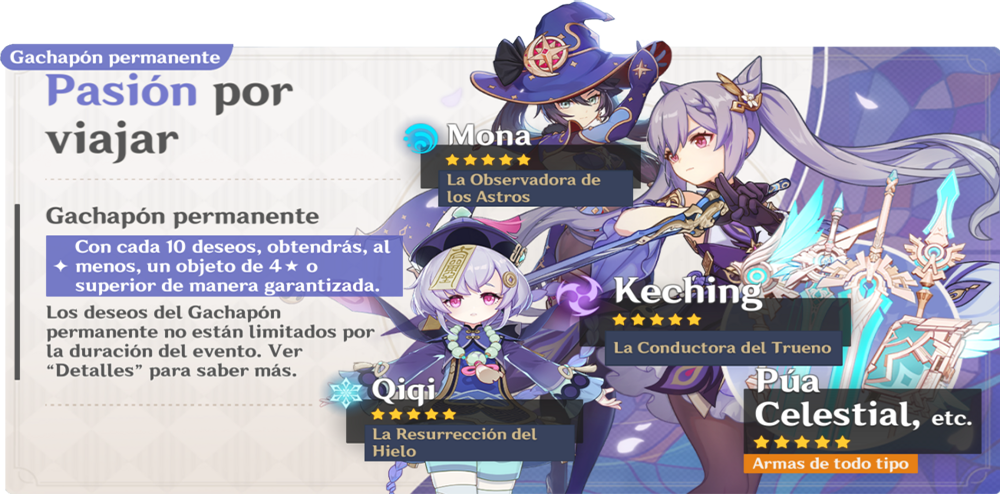 Gachapón permanente
Pasión por
viajar
Gachapón permanente
Con cada 10 deseos, obtendrás, al
✦ menos, un objeto de 4★ o
superior de manera garantizada.
Los deseos del Gachapón
permanente no están limitados por
la duración del evento. Ver
“Detalles” para saber más.
Mona
★★★★★
La Observadora de
los Astros
Keching
★★★★★
La Conductora del Trueno
Qiqi
★★★★★
La Resurrección del
Hielo
Púa
Celestial, etc.
★★★★★
Armas de todo tipo